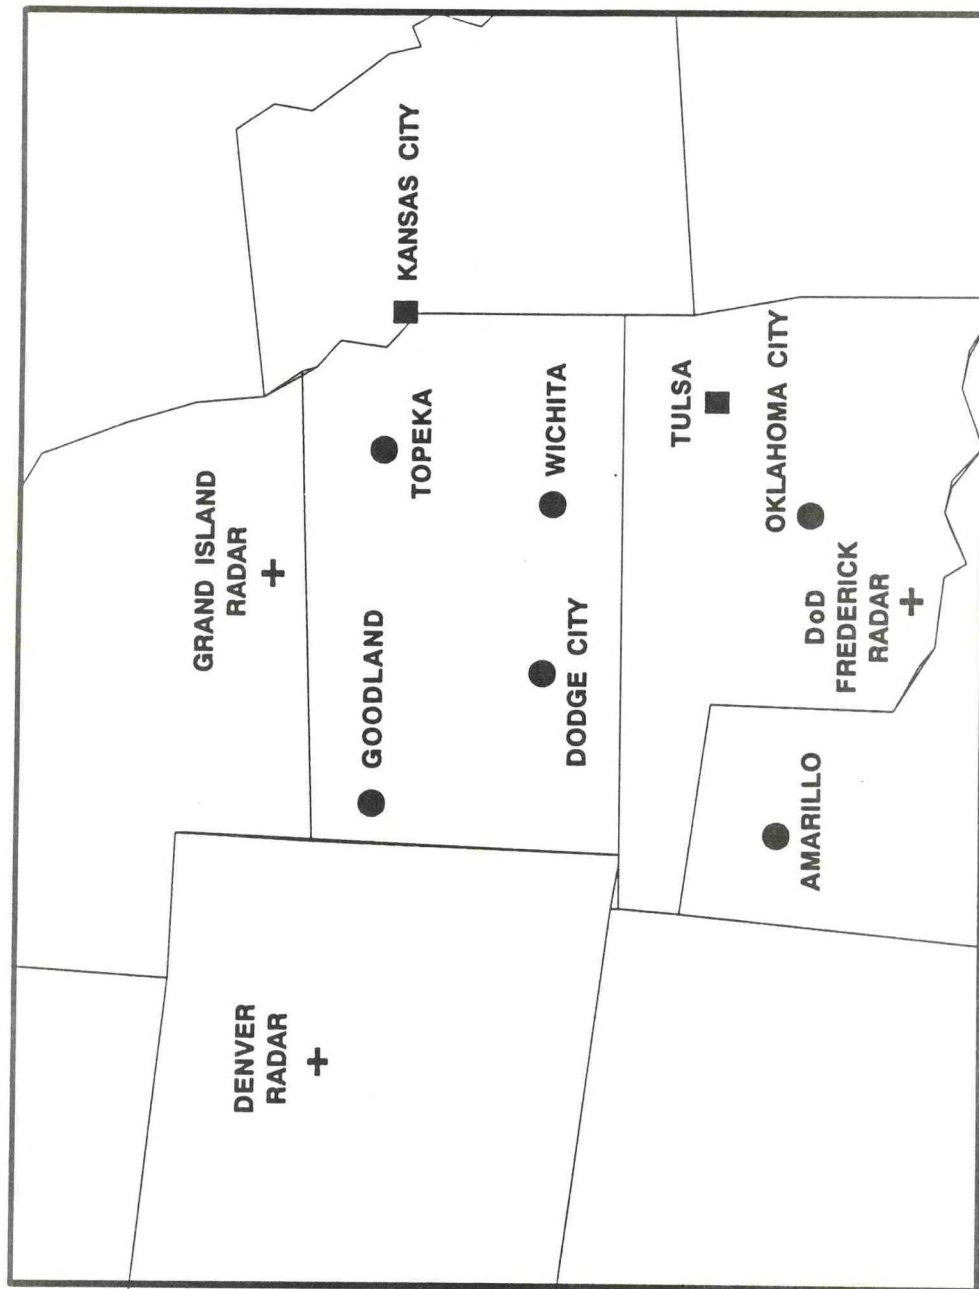 GRAND ISLAND
RADAR
DENVER
RADAR
GOODLAND
TOPEKA
KANSAS CITY
DODGE CITY
WICHITA
TULSA
OKLAHOMA CITY
AMARILLO
DoD
FREDERICK
RADAR